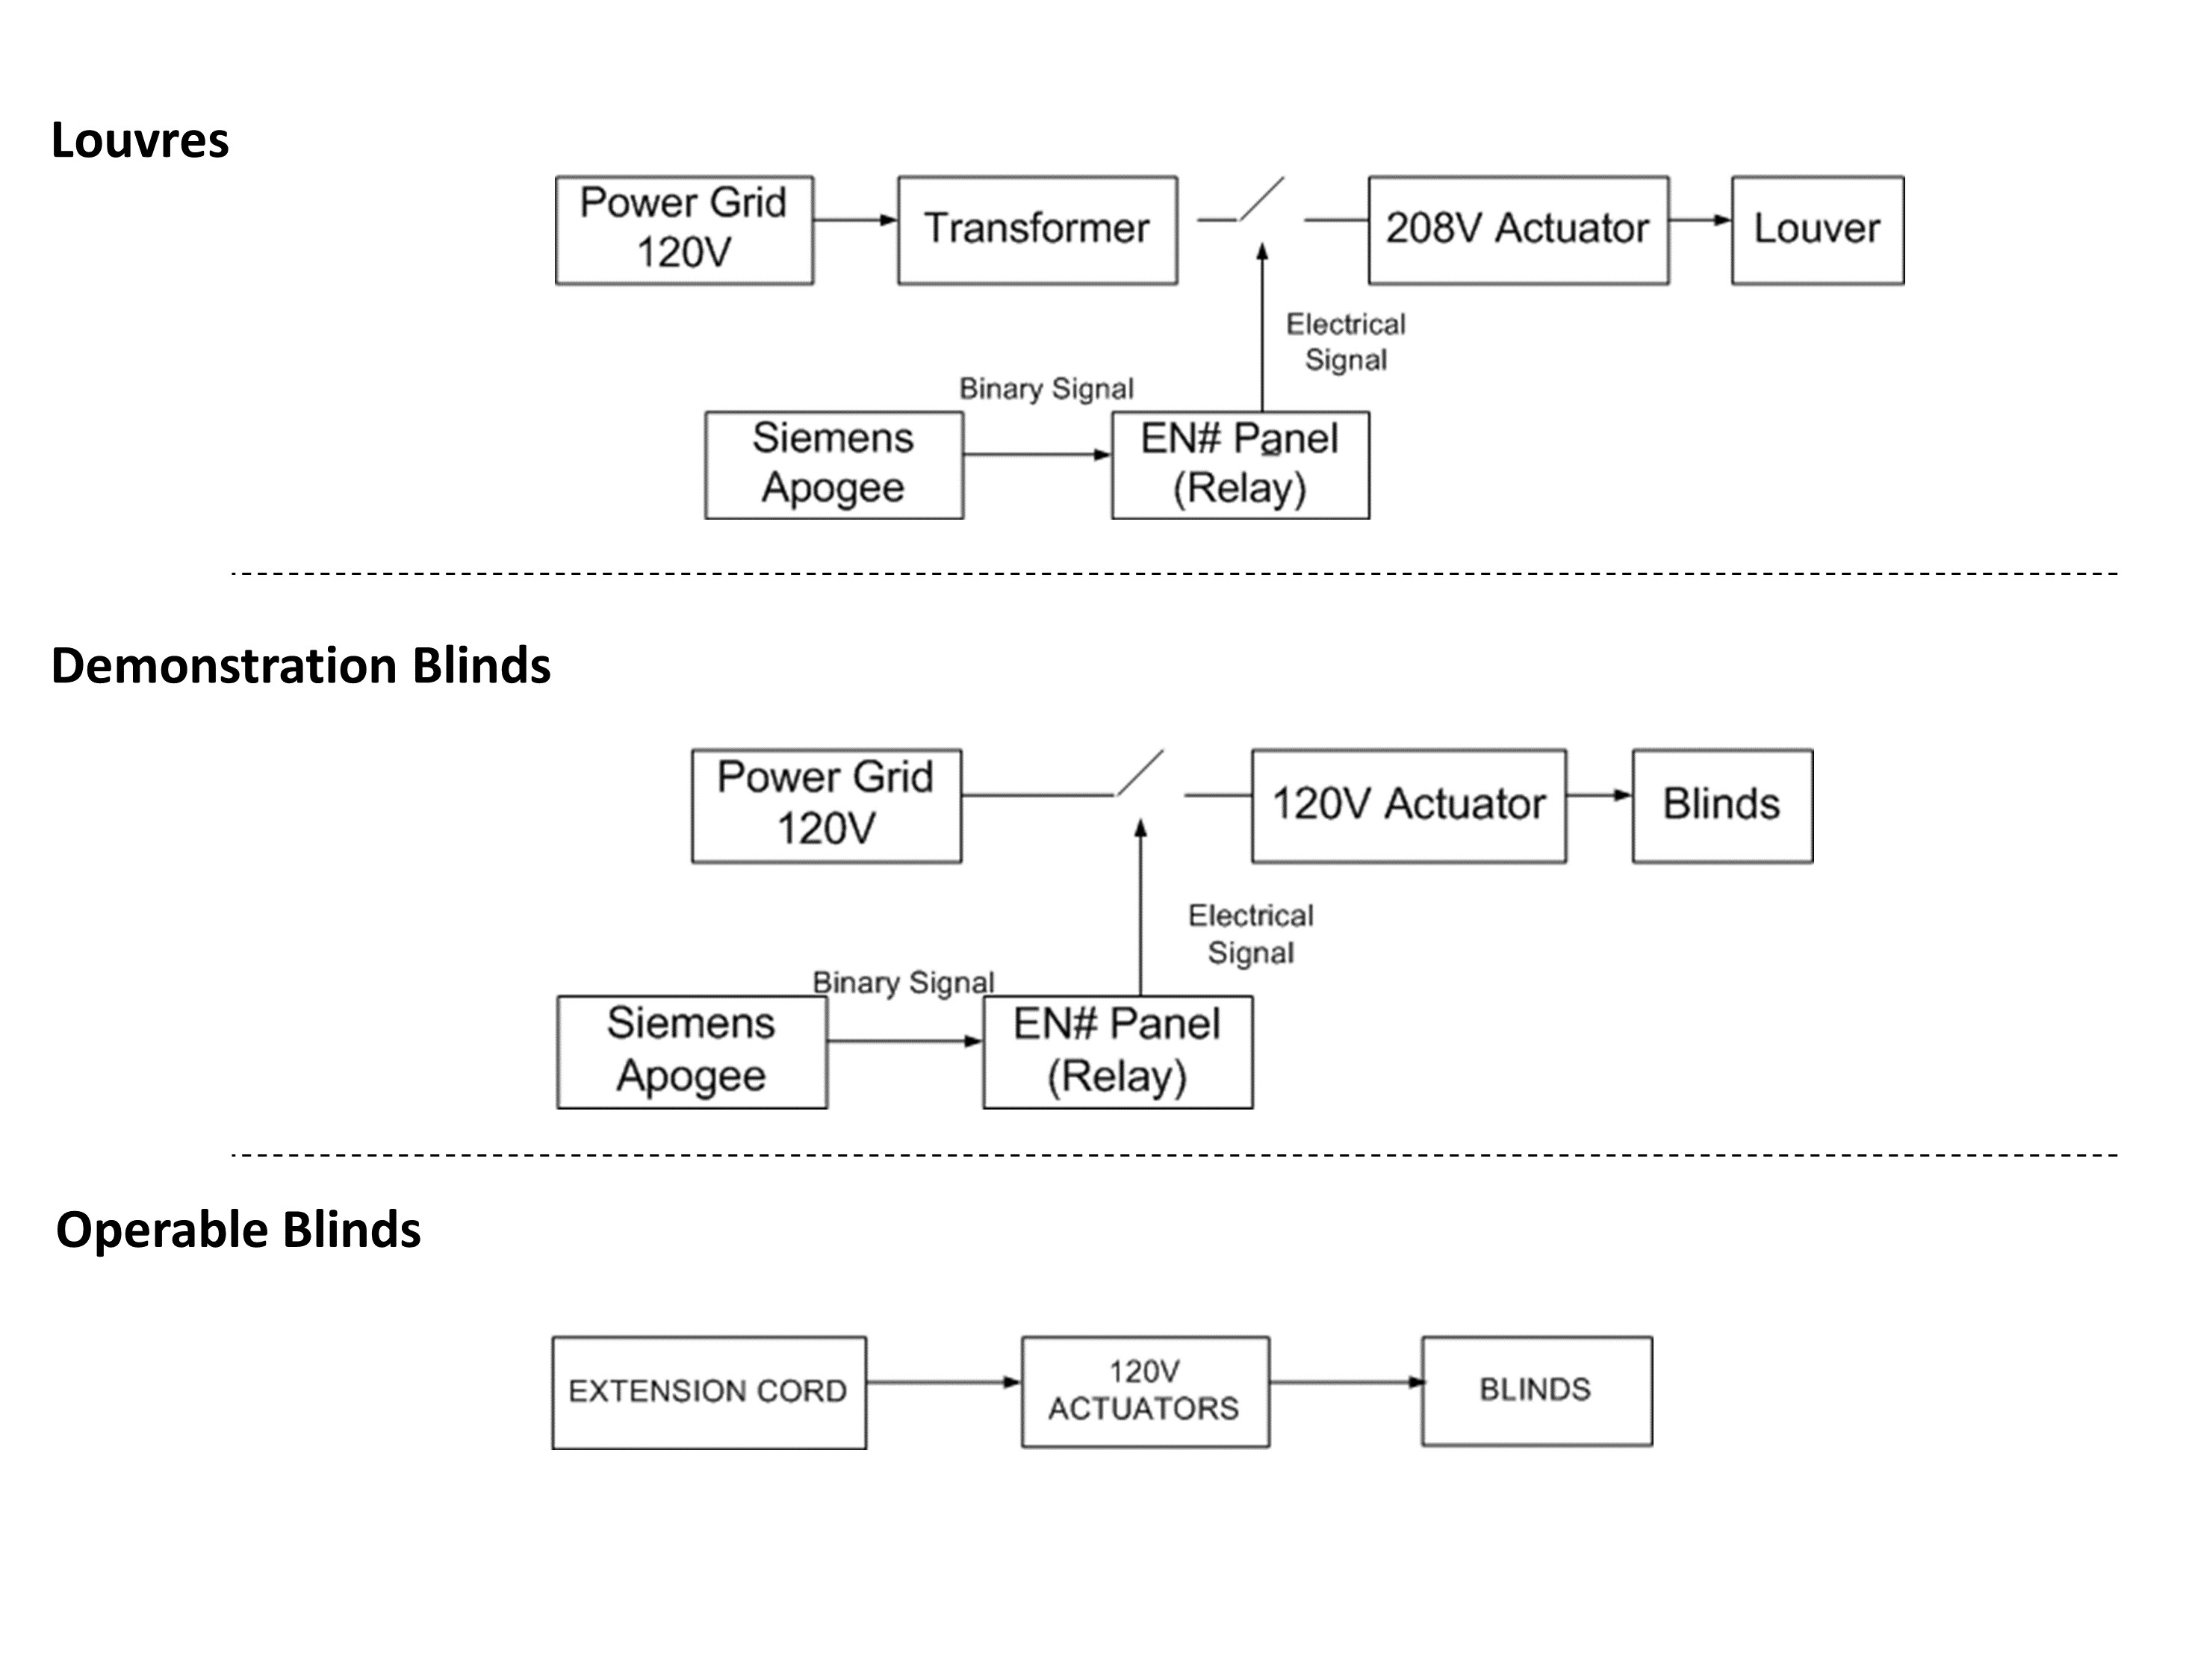 Louvres
Power Grid
120V
Transformer
208V Actuator
Louver
Electrical
Signal
Binary Signal
Siemens
Apogee
EN# Panel
(Relay)
Demonstration Blinds
Power Grid
120V
120V Actuator
Blinds
Electrical
Signal
Binary Signal
Siemens
Apogee
EN# Panel
(Relay)
Operable Blinds
EXTENSION CORD
120V
ACTUATORS
BLINDS